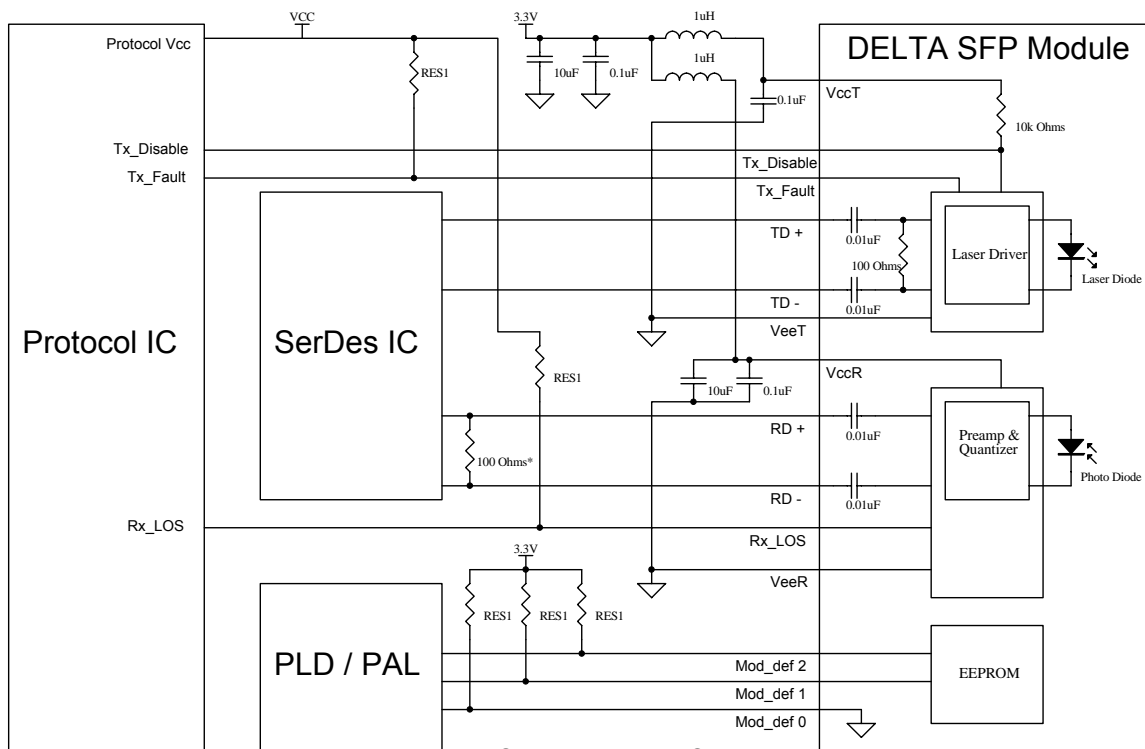 VCC
3.3V
1uH
Protocol Vcc
DELTA SFP Module
RES1
10uF
0.1uF
1uH
VccT
0.1uF
10k Ohms
Tx_Disable
Tx_Disable
Tx_Fault
Tx_Fault
TD +
0.01uF
Laser Driver
100 Ohms
Laser Diode
TD -
0.01uF
VeeT
Protocol IC
SerDes IC
RES1
VccR
10uF
0.1uF
RD +
0.01uF
Preamp &
Quantizer
100 Ohms*
Photo Diode
RD -
0.01uF
Rx_LOS
Rx_LOS
3.3V
VeeR
RES1
RES1
RES1
PLD / PAL
Mod_def 2
EEPROM
Mod_def 1
Mod_def 0